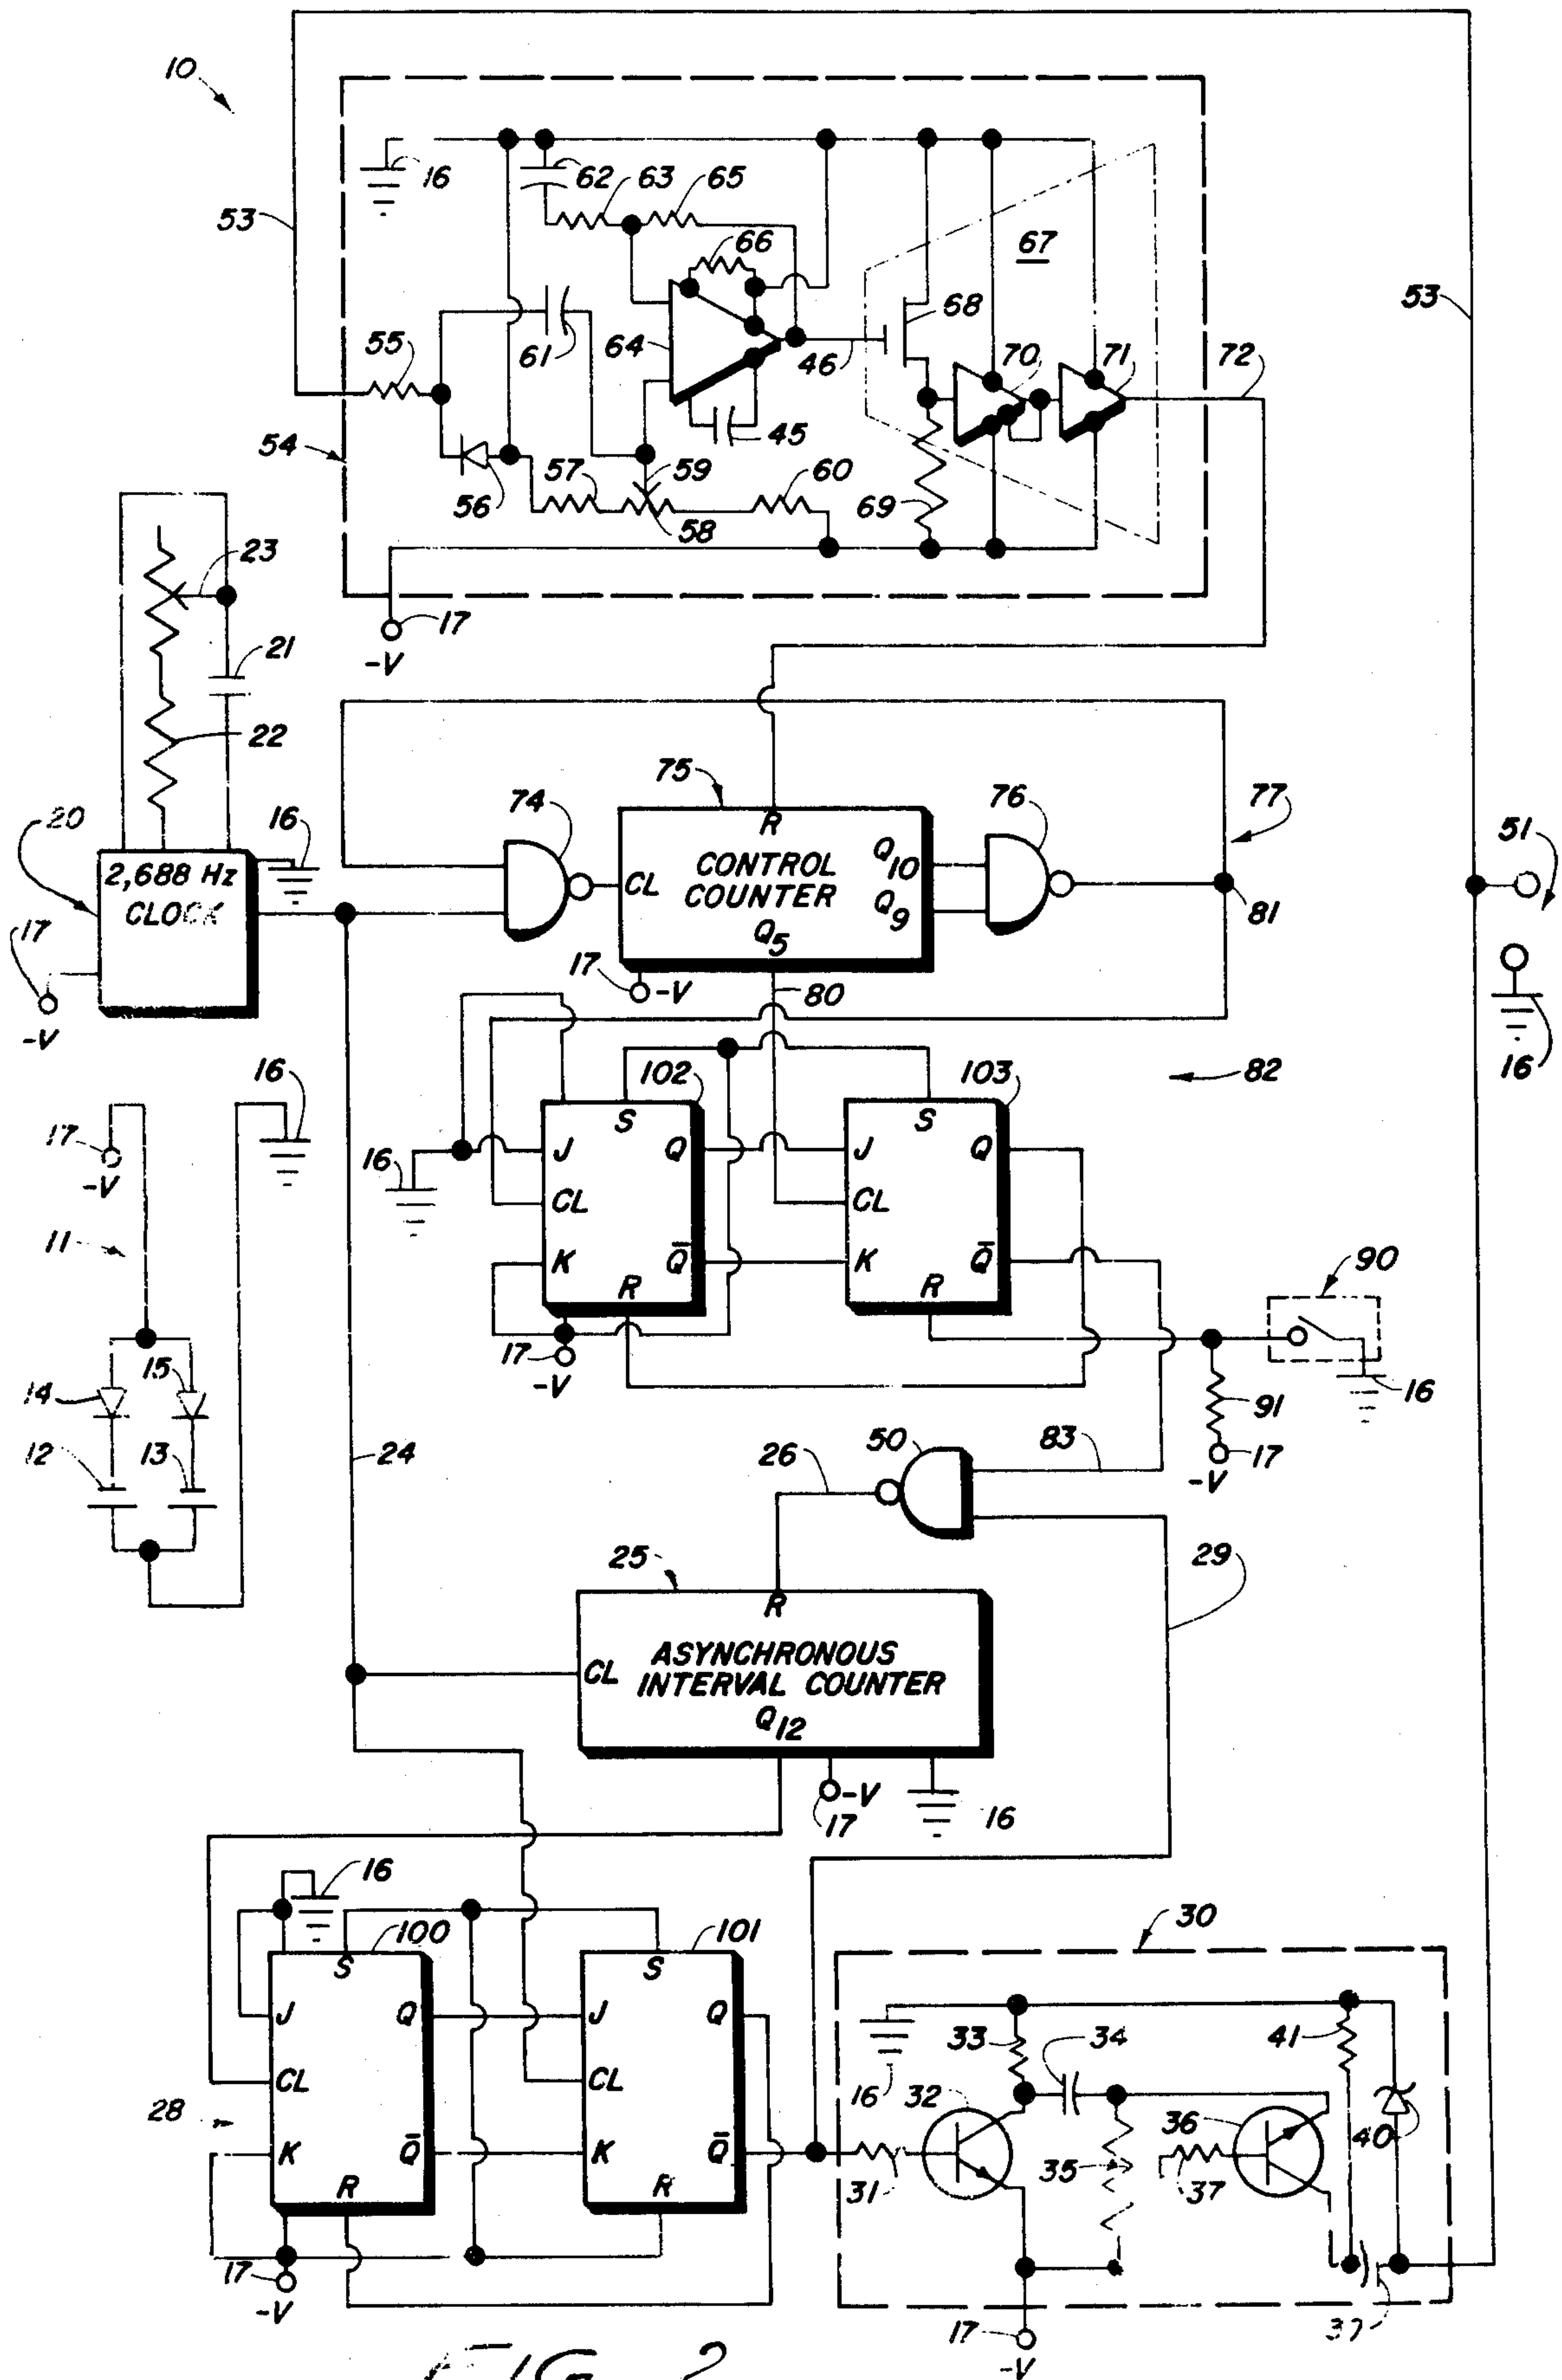 10
16
62
63
65
66
67
53
53
68
55
61
64
46
70
71
72
45
54
59
57
60
56
58
69
23
17
-V
21
22
75
74
76
77
20
16
R
Q10
51
2,688 Hz
CLOCK
CL
CONTROL
COUNTER
Q9
81
Q5
17
17
-V
80
-V
16
16
102
103
82
17
-V
S
S
16
J
Q
J
Q
11
CL
CL
K
Q̅
K
Q̅
90
R
R
17
-V
16
14
15
91
12
13
24
26
50
83
17
-V
25
29
R
ASYNCHRONOUS
CL
INTERVAL COUNTER
Q12
-V
17
16
16
100
101
30
S
S
J
Q
J
Q
33
34
41
16
32
CL
CL
28
36
40
K
Q̅
K
Q̅
31
35
37
R
R
17
-V
17
-V
FIG. 2